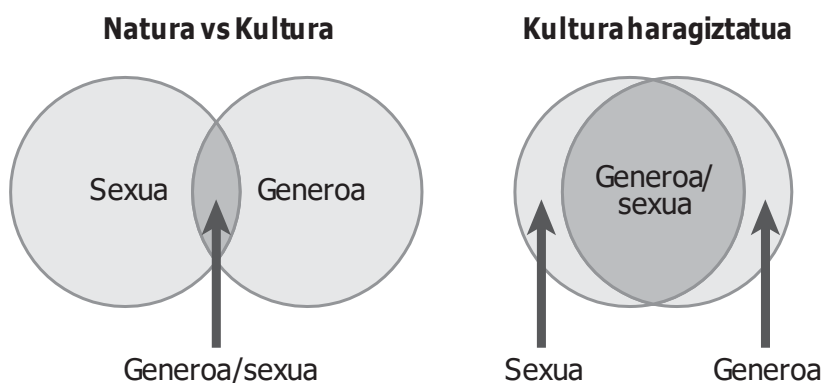 Natura vs Kultura
Kultura haragiztatua
Sexua
Generoa
Generoa/
sexua
Generoa/sexua
Sexua
Generoa